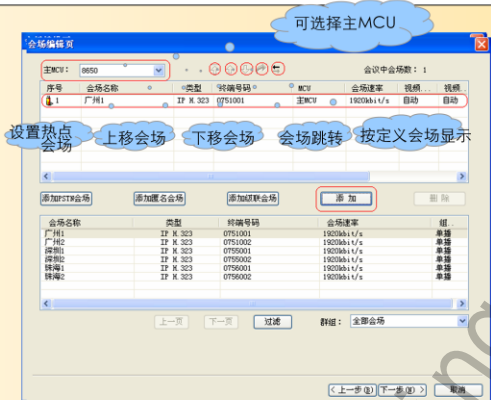 可选择主MCU
会场编辑页
主MCU： 8650 会议中会场数： 1
序号 会场名称 类型 终端号码 MCU 会场速率 视频... 视频...
1 广州1 IP H.323 0751001 主MCU 1920kbit/s 自动 自动
设置热点会场 上移会场 下移会场 会场跳转 按定义会场显示
添加PSTN会场 添加匿名会场 添加级联会场 添 加 删 除
会场名称 类型 终端号码 会场速率 组..
广州1 IP H.323 0751001 1920kbit/s 单播
广州2 IP H.323 0751002 1920kbit/s 单播
深圳1 IP H.323 0755001 1920kbit/s 单播
深圳2 IP H.323 0755002 1920kbit/s 单播
珠海1 IP H.323 0756001 1920kbit/s 单播
珠海2 IP H.323 0756002 1920kbit/s 单播
上一页 下一页 过滤 群组： 全部会场
< 上一步(B) 下一步(N) > 取消